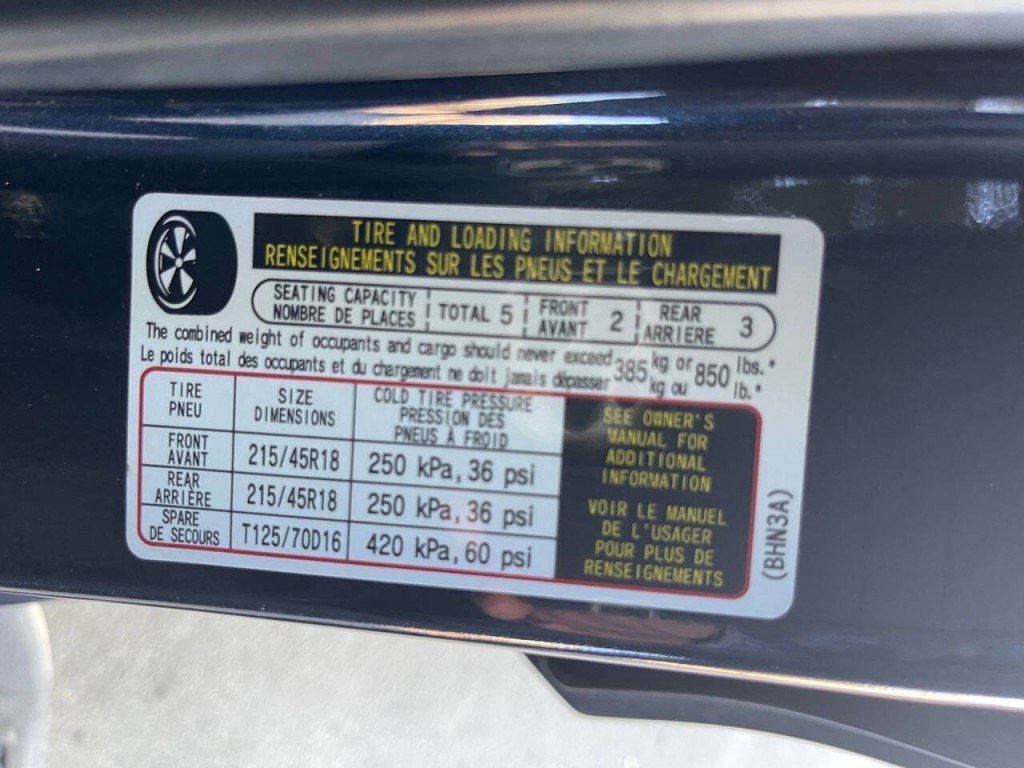 TIRE AND LOADING INFORMATION
RENSEIGNEMENTS SUR LES PNEUS ET LE CHARGEMENT
SEATING CAPACITY
NOMBRE DE PLACES
TOTAL 5
FRONT
AVANT
2
REAR
ARRIERE
3
The combined weight of occupants and cargo should never exceed 385 kg or 850 lbs.*
Le poids total des occupants et du chargement ne doit jamais dépasser 385 kg ou 850 lb.*
TIRE
PNEU
SIZE
DIMENSIONS
COLD TIRE PRESSURE
PRESSION DES
PNEUS À FROID
FRONT
AVANT
215/45R18
250 kPa, 36 psi
REAR
ARRIÈRE
215/45R18
250 kPa, 36 psi
SPARE
DE SECOURS
T125/70D16
420 kPa, 60 psi
SEE OWNER'S
MANUAL FOR
ADDITIONAL
INFORMATION
VOIR LE MANUEL
DE L'USAGER
POUR PLUS DE
RENSEIGNEMENTS
(BHN3A)